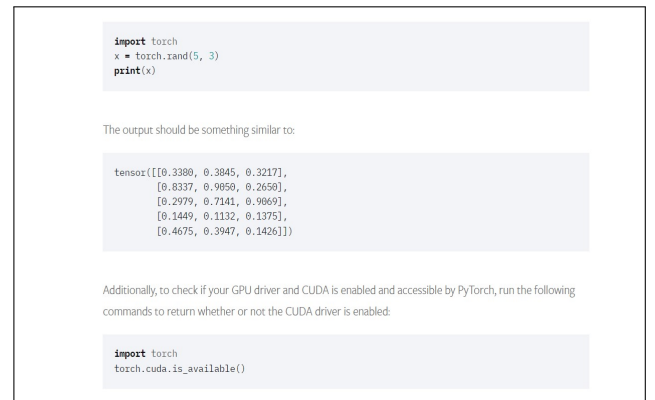 import torch
x = torch.rand(5, 3)
print(x)
The output should be something similar to:
tensor([[0.3380, 0.3845, 0.3217],
        [0.8337, 0.9050, 0.2650],
        [0.2979, 0.7141, 0.9069],
        [0.1449, 0.1132, 0.1375],
        [0.4675, 0.3947, 0.1426]])
Additionally, to check if your GPU driver and CUDA is enabled and accessible by PyTorch, run the following
commands to return whether or not the CUDA driver is enabled:
import torch
torch.cuda.is_available()